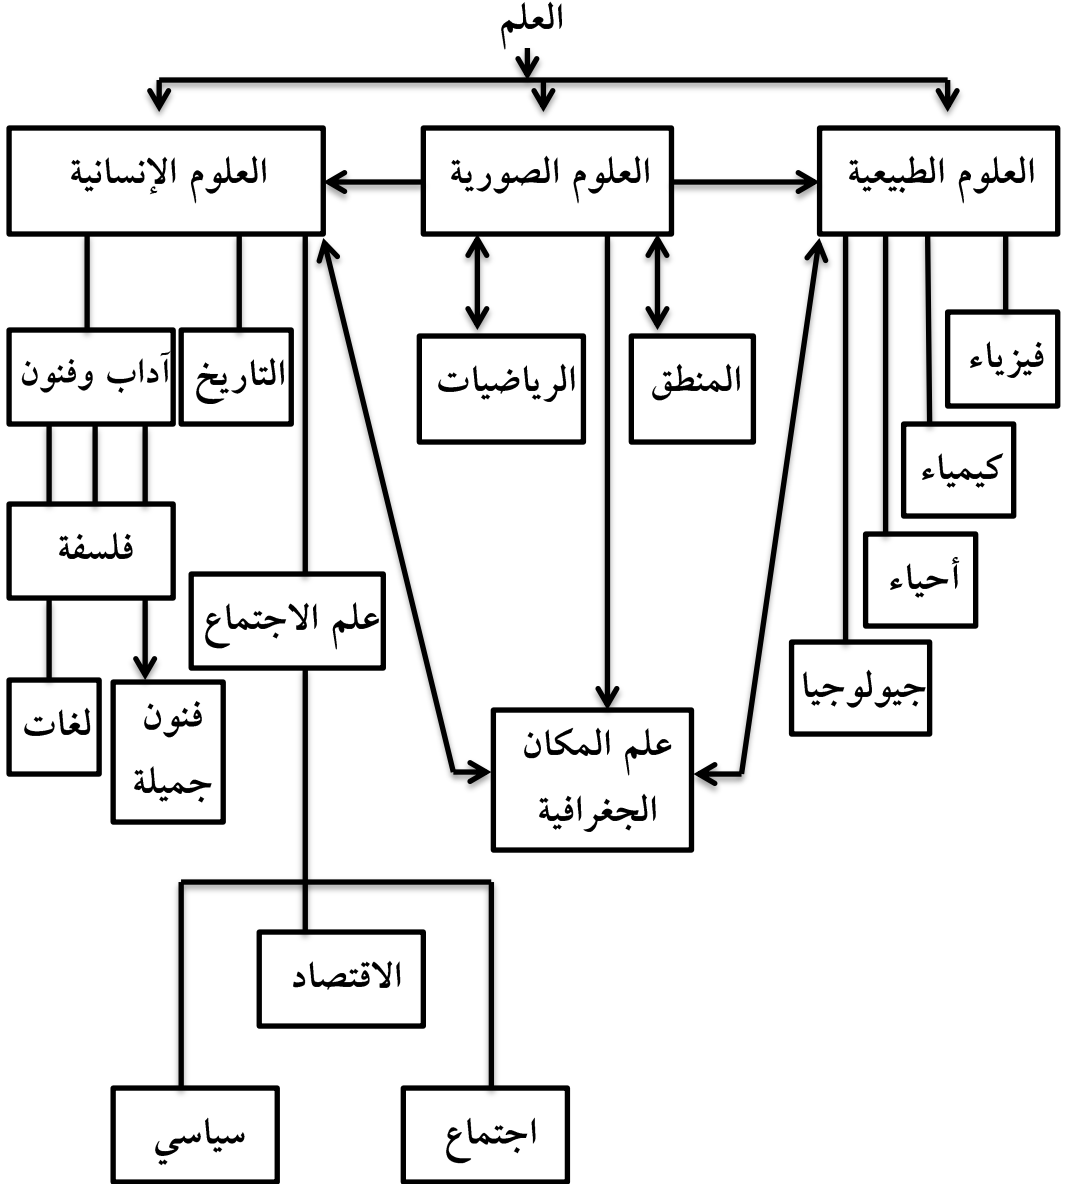 العلم
العلوم الطبيعية
العلوم الصورية
العلوم الإنسانية
فيزياء
كيمياء
أحياء
جيولوجيا
المنطق
الرياضيات
علم المكان
الجغرافية
التاريخ
آداب وفنون
فلسفة
فنون
جميلة
لغات
علم الاجتماع
الاقتصاد
اجتماع
سياسي